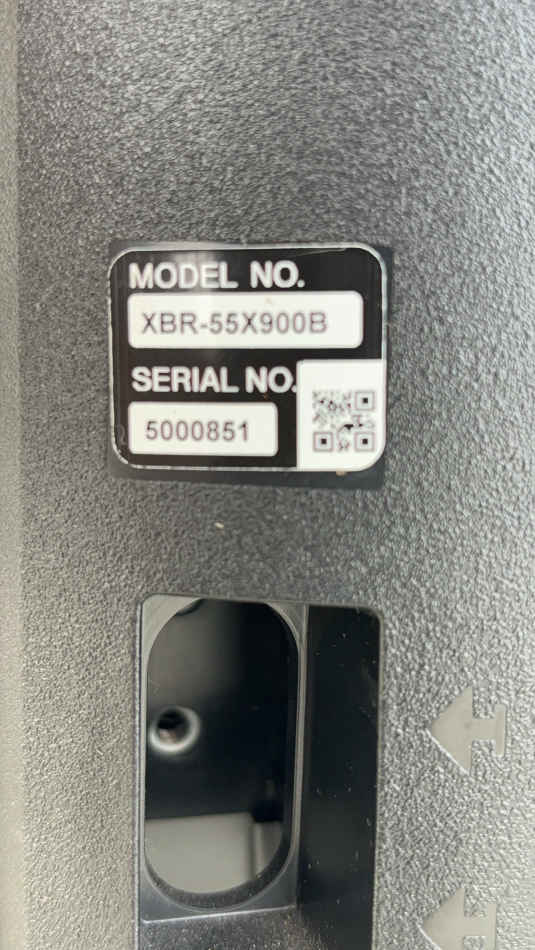 MODEL NO.
XBR-55X900B
SERIAL NO.
5000851